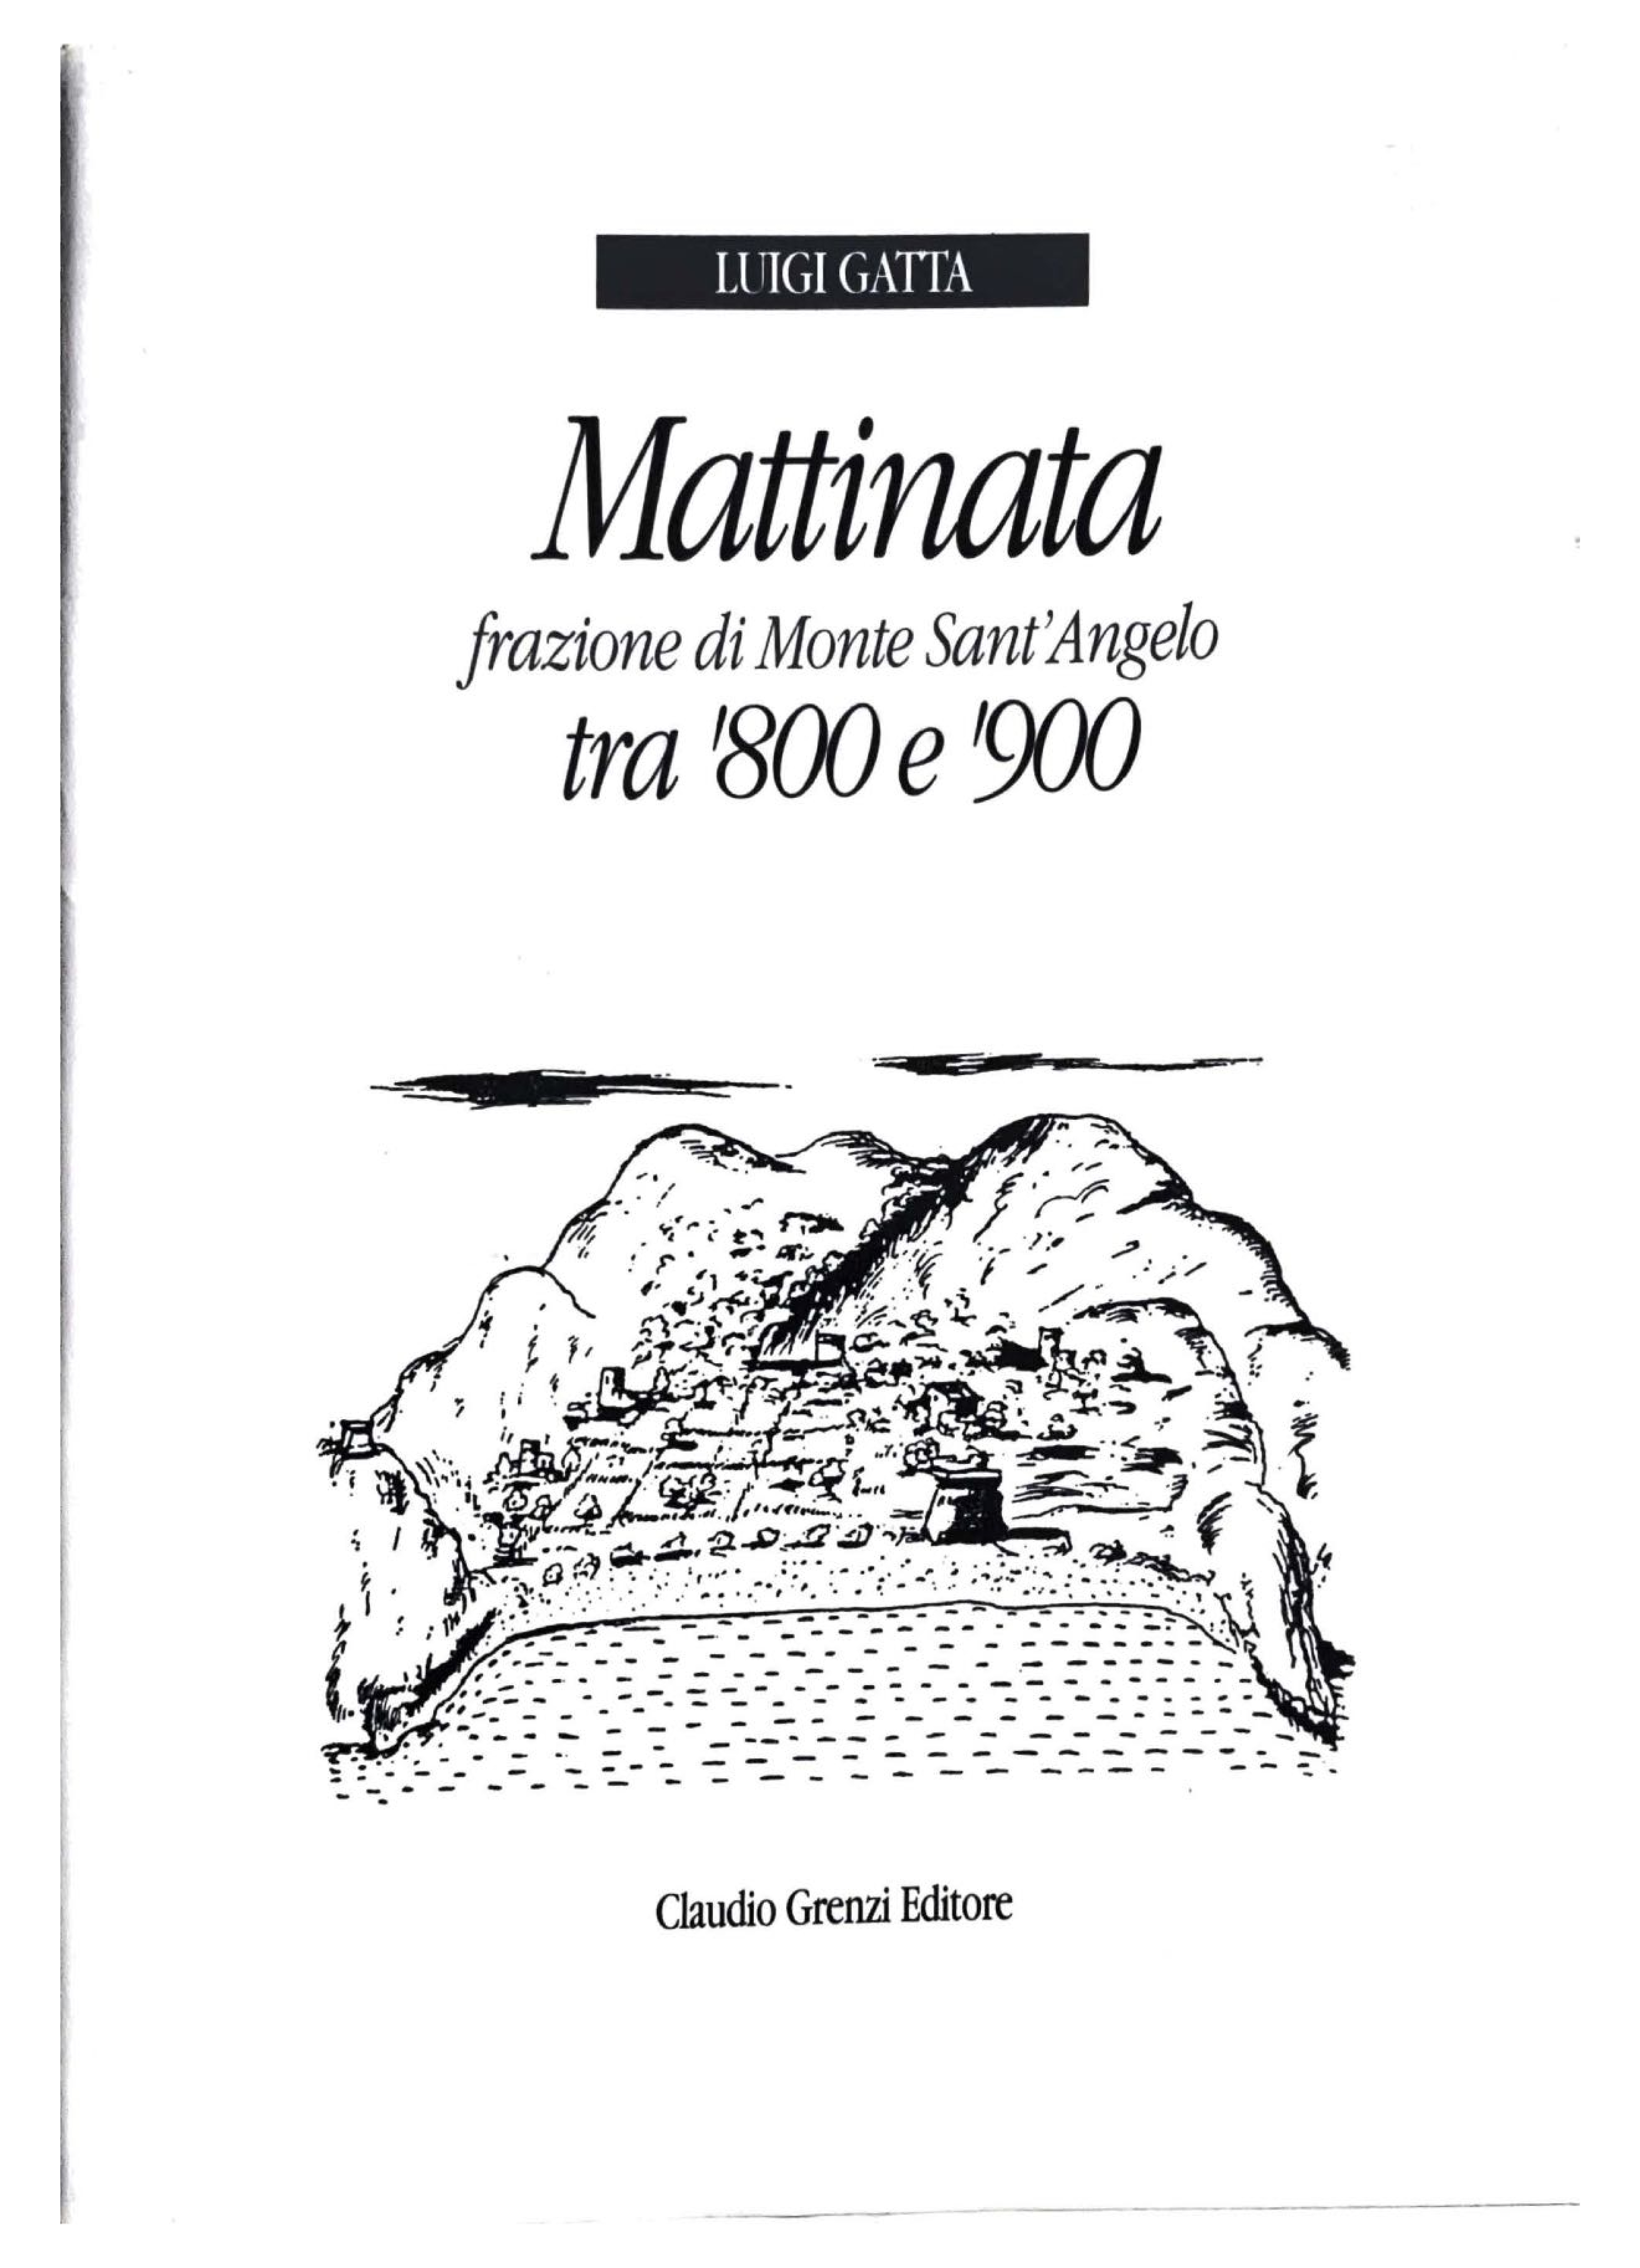 LUIGI GATTA
Mattinata
frazione di Monte Sant'Angelo
tra '800 e '900
Claudio Grenzi Editore